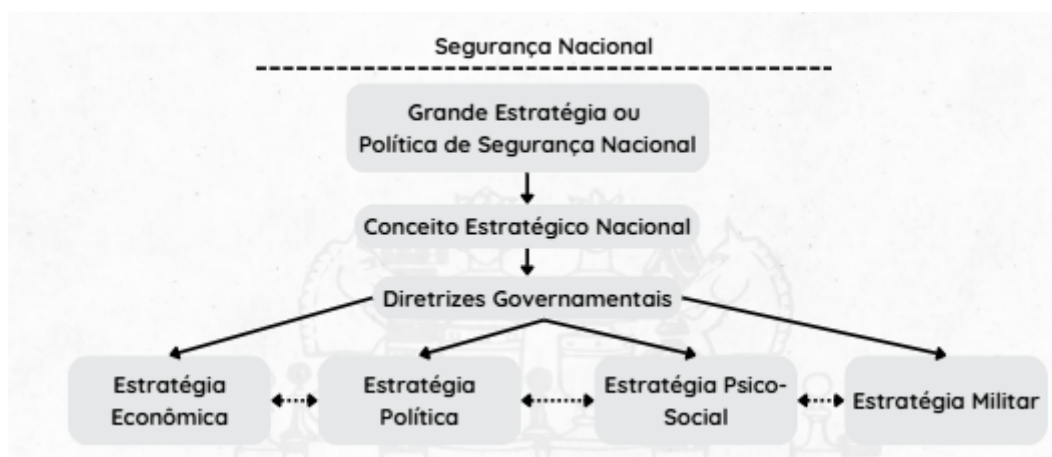 Segurança Nacional
Grande Estratégia ou
Política de Segurança Nacional
Conceito Estratégico Nacional
Diretrizes Governamentais
Estratégia
Econômica
Estratégia
Política
Estratégia Psico-
Social
Estratégia Militar